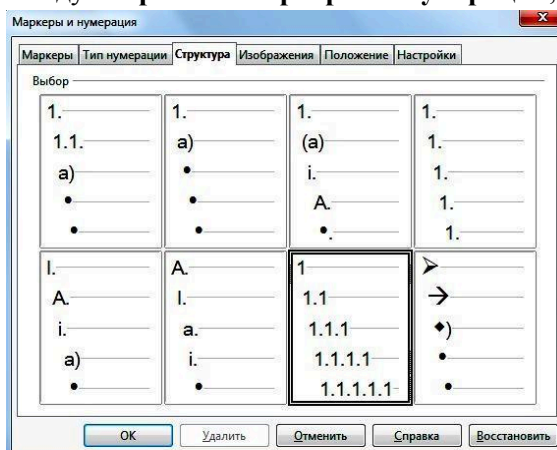 Маркеры и нумерация
Маркеры Тип нумерации Структура Изображения Положение Настройки
Выбор
1. 1. 1. 1.
1.1. a) (a) 1.
a) • i. 1.
• • A. 1.
• • •. 1.
I. A. 1 ➢
A. I. 1.1 →
i. a. 1.1.1 ◆)
a) i. 1.1.1.1 •
• • 1.1.1.1.1 •
OK Удалить Отменить Справка Восстановить